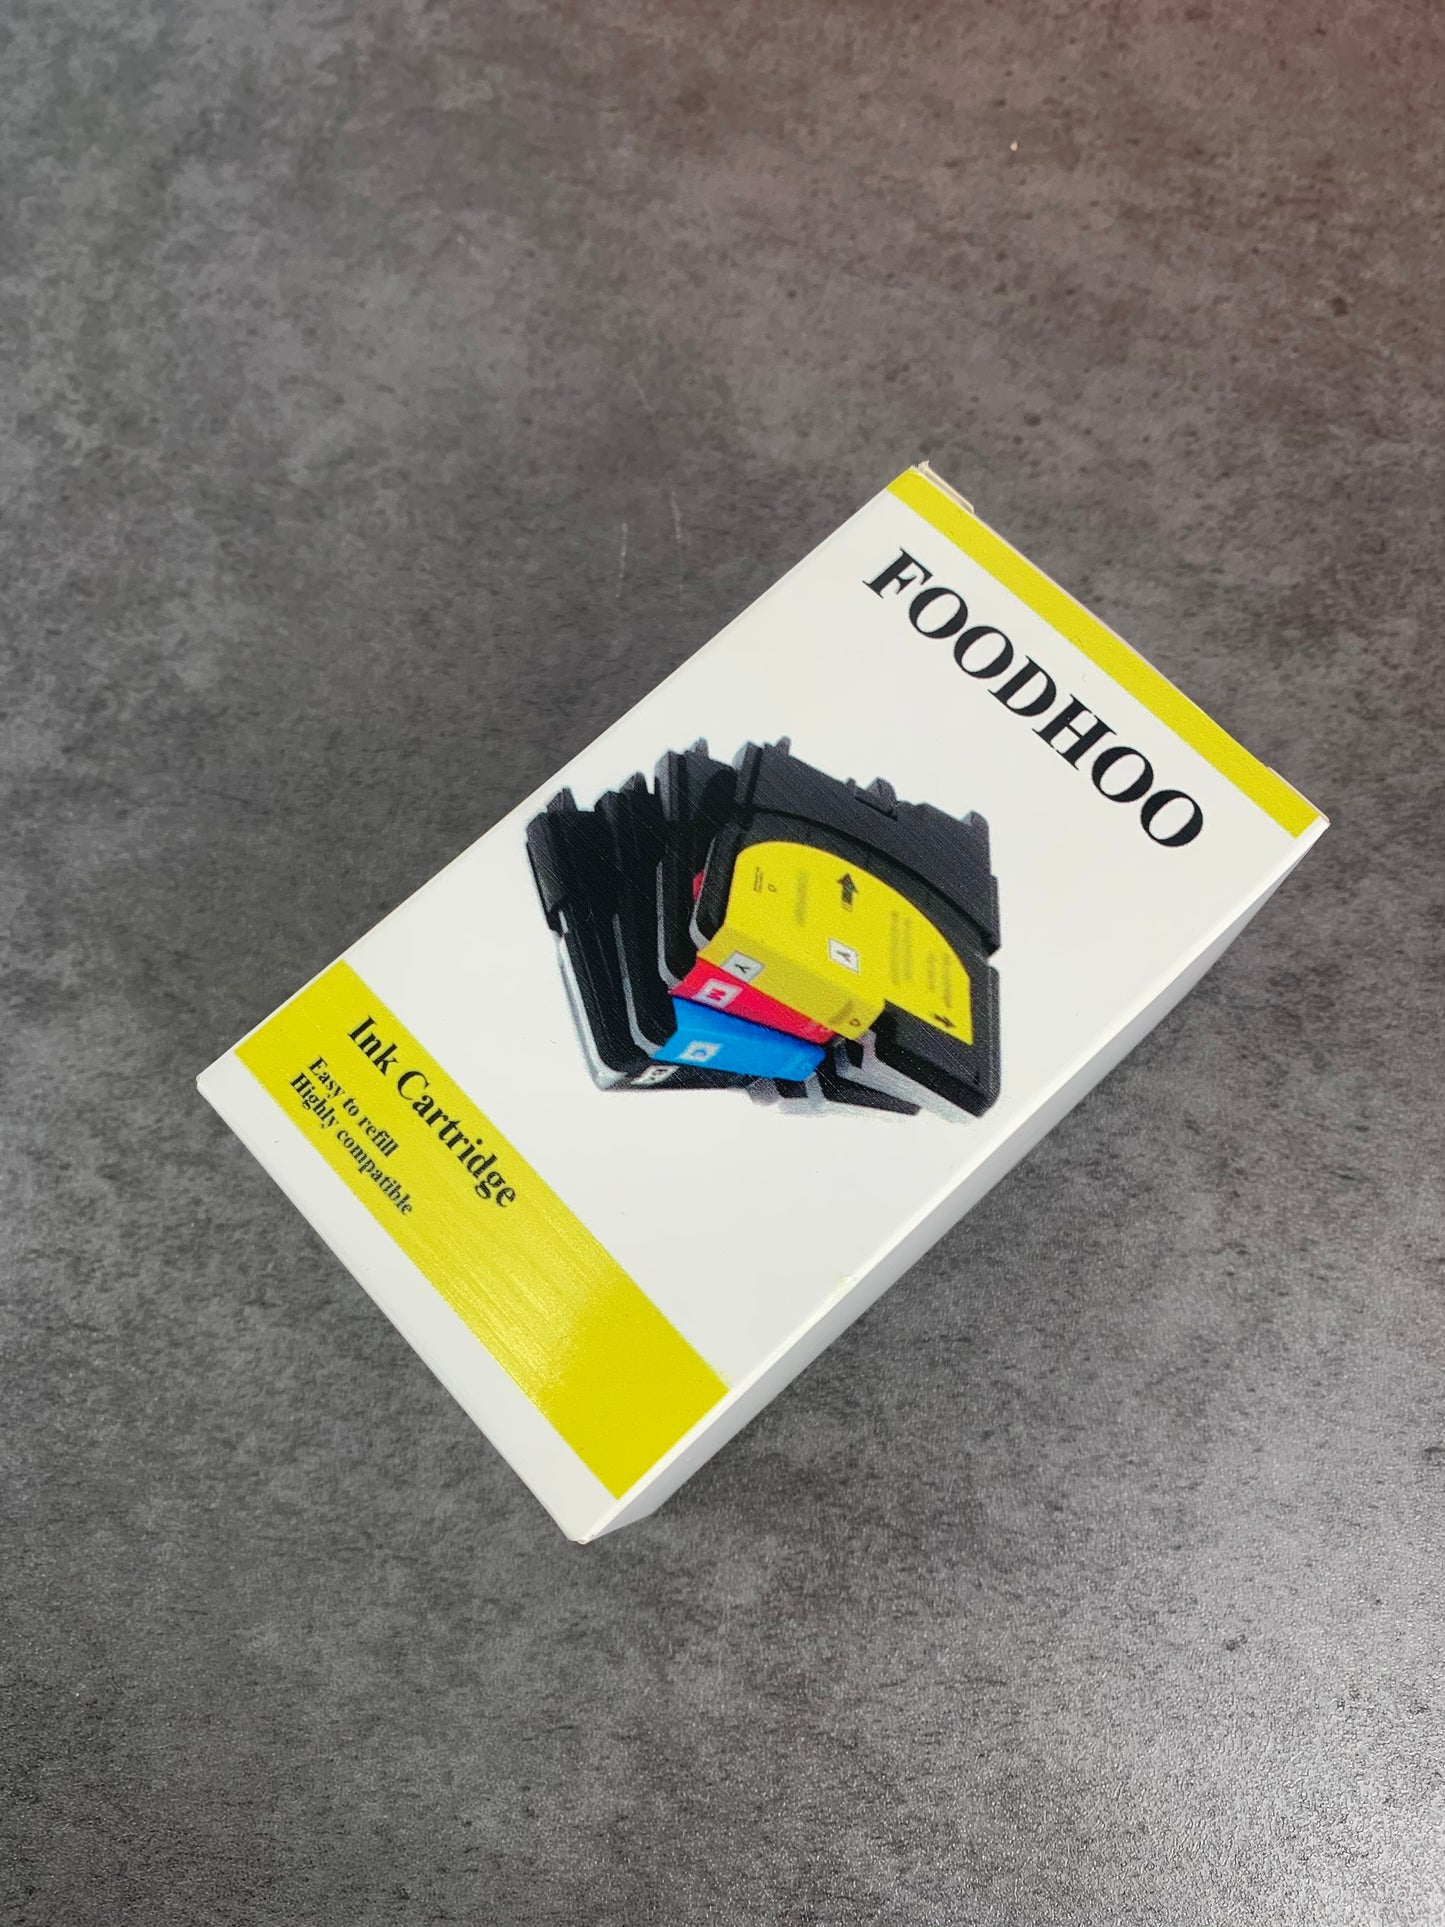 FOODHOO
Y
Y
Ink Cartridge
Easy to refill
Highly compatible